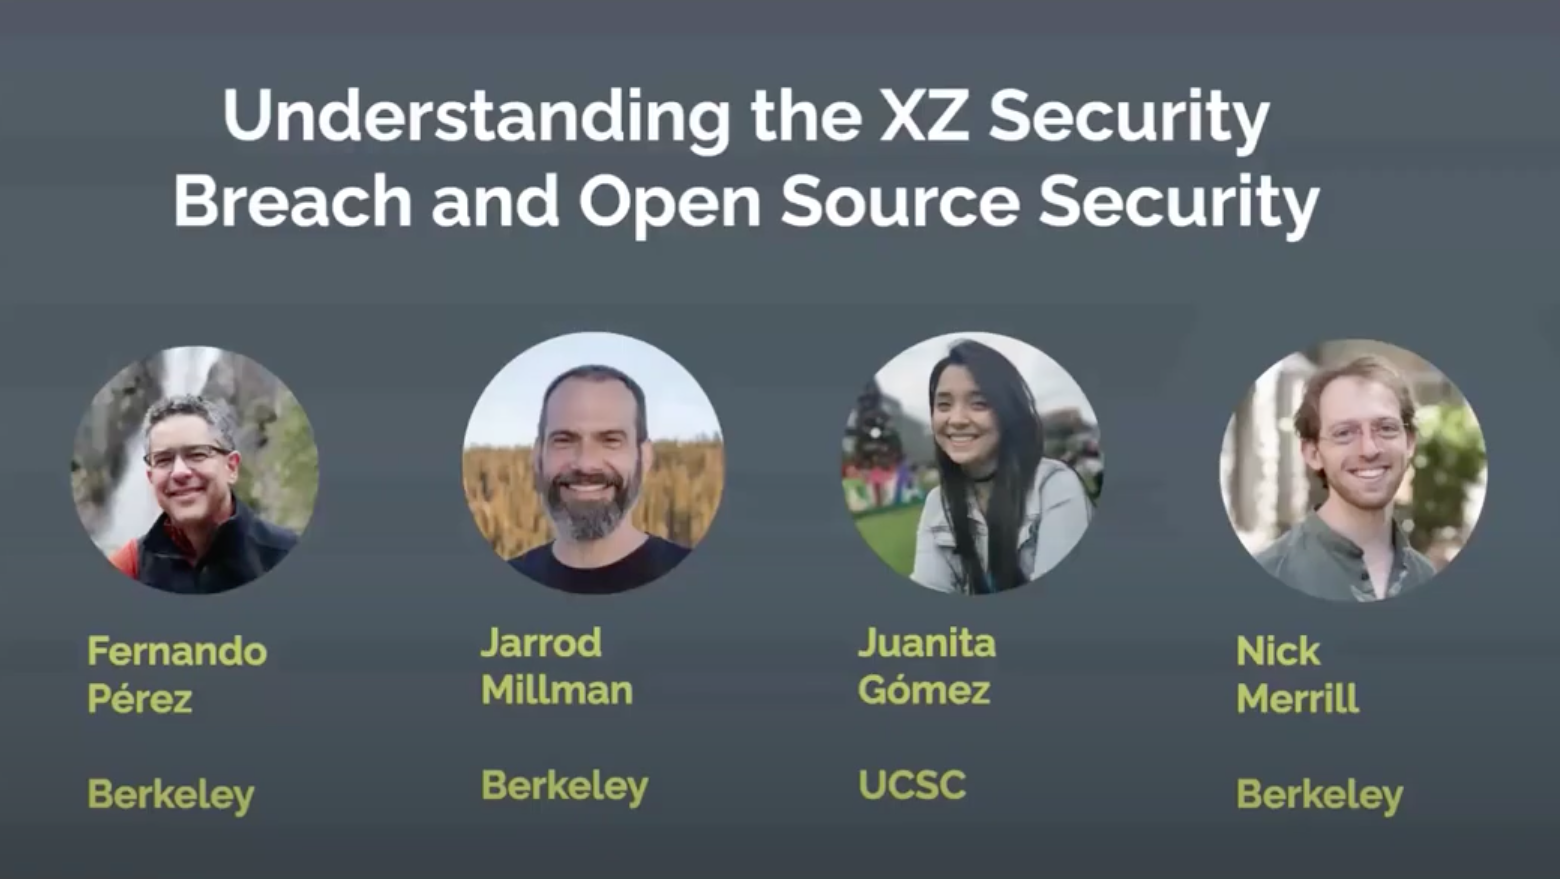 Understanding the XZ Security
Breach and Open Source Security
Fernando
Pérez
Berkeley
Jarrod
Millman
Berkeley
Juanita
Gómez
UCSC
Nick
Merrill
Berkeley